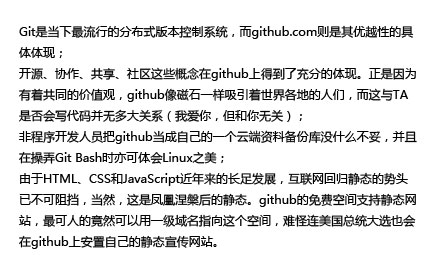 Git是当下最流行的分布式版本控制系统，而github.com则是其优越性的具
体体现；
开源、协作、共享、社区这些概念在github上得到了充分的体现。正是因为
有着共同的价值观，github像磁石一样吸引着世界各地的人们，而这与TA
是否会写代码并无多大关系（我爱你，但和你无关）；
非程序开发人员把github当成自己的一个云端资料备份库没什么不妥，并且
在操弄Git Bash时亦可体会Linux之美；
由于HTML、CSS和JavaScript近年来的长足发展，互联网回归静态的势头
已不可阻挡，当然，这是凤凰涅槃后的静态。github的免费空间支持静态网
站，最可人的竟然可以用一级域名指向这个空间，难怪连美国总统大选也会
在github上安置自己的静态宣传网站。